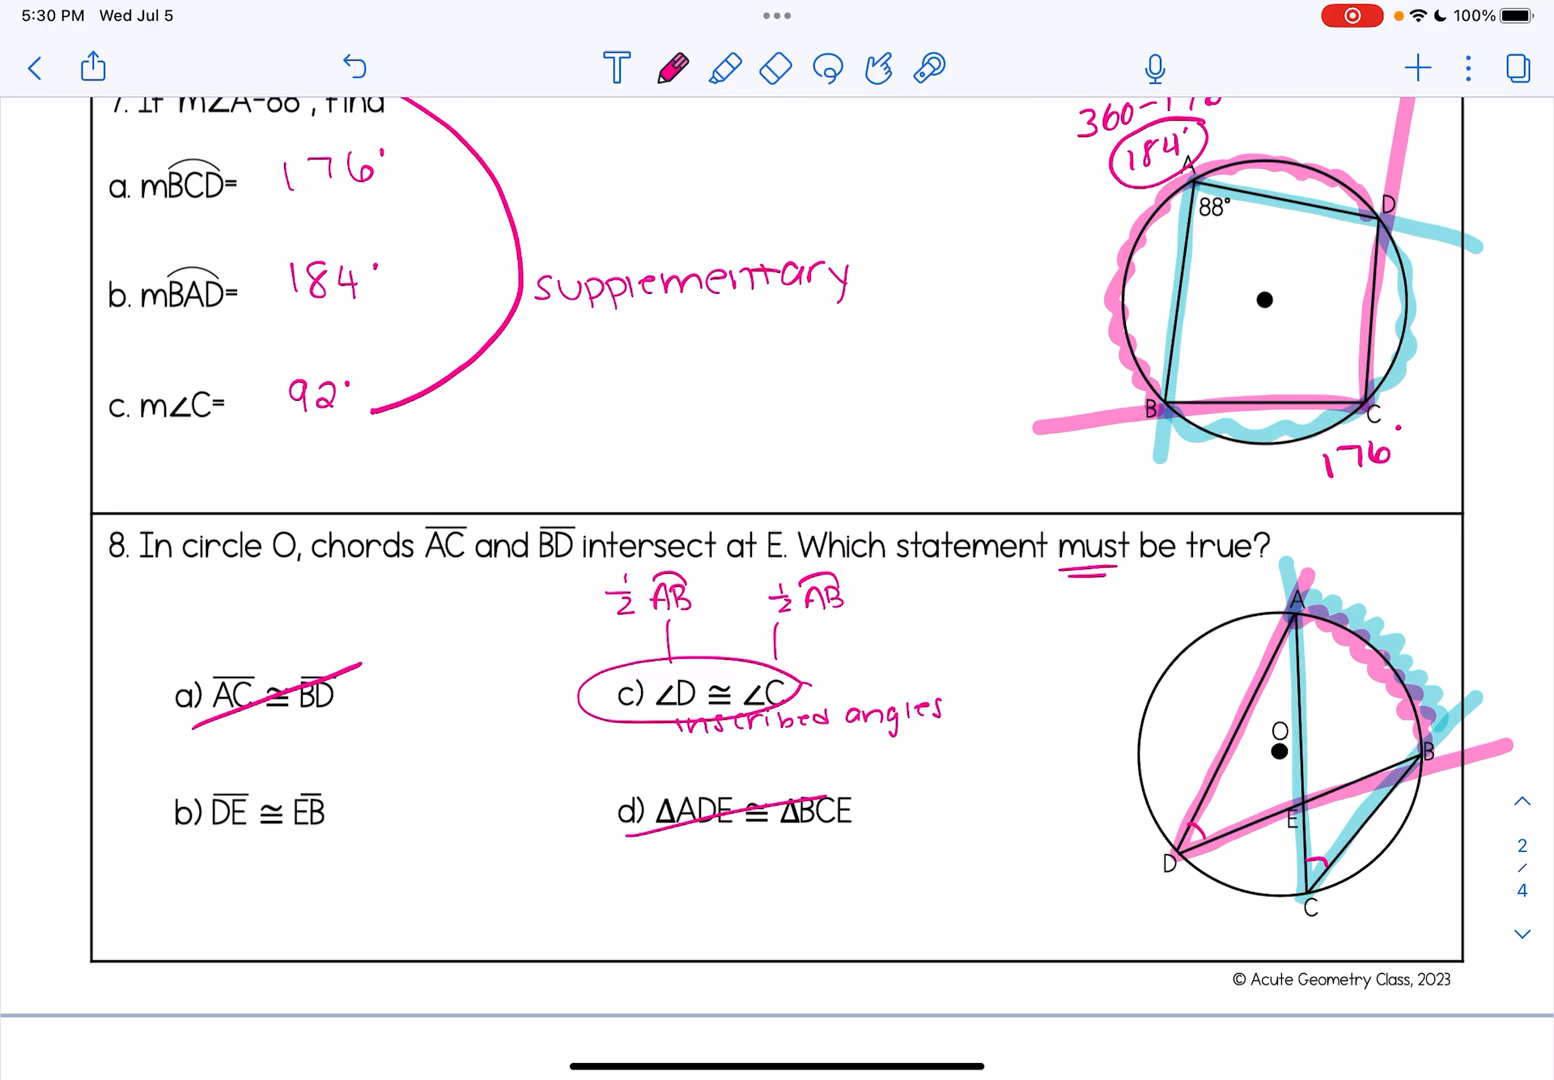 5:30 PM Wed Jul 5
100%
7. If m∠A=88°, find
360-176
184°
a. mBCD= 176°
A
88°
D
b. mBAD= 184°
supplementary
c. m∠C= 92°
B
C
176°
8. In circle O, chords AC and BD intersect at E. Which statement must be true?
½ AB ½ AB
A
a) AC ≅ BD
c) ∠D ≅ ∠C
inscribed angles
O
B
b) DE ≅ EB
d) ΔADE ≅ ΔBCE
E
D
C
2
/
4
© Acute Geometry Class, 2023